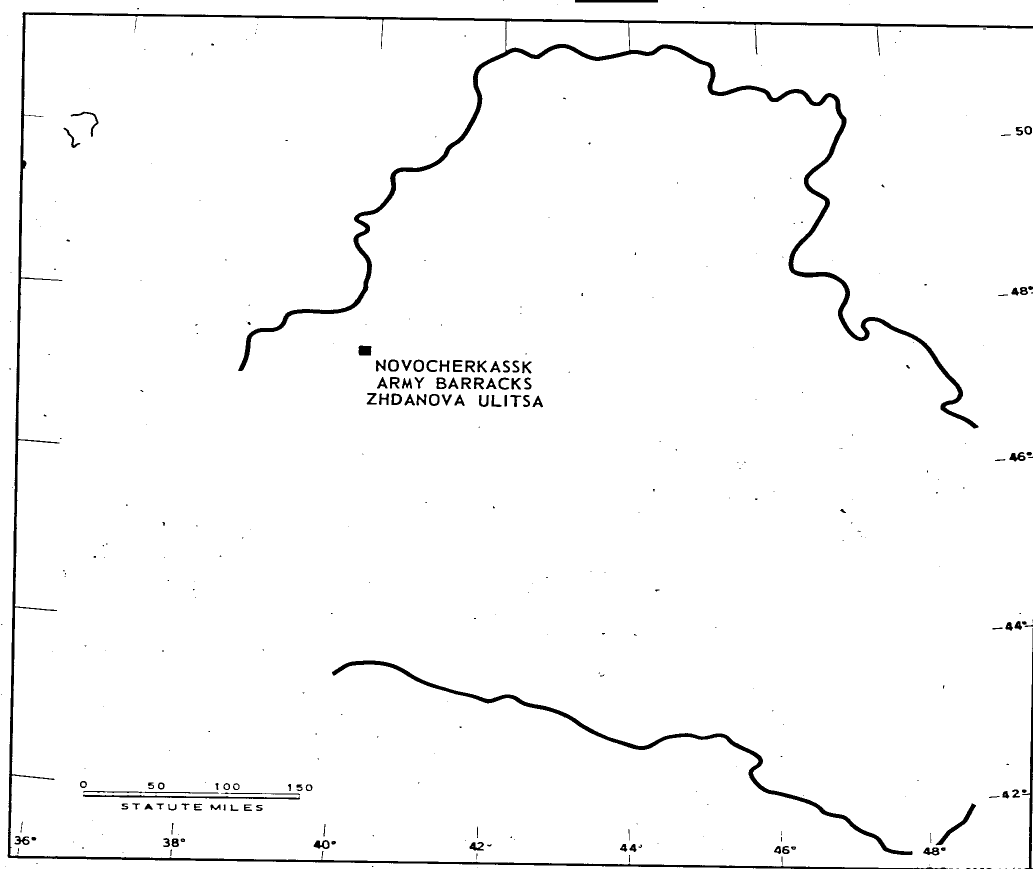 50
48°
NOVOCHERKASSK
ARMY BARRACKS
ZHDANOVA ULITSA
46°
44°
42°
0 50 100 150
STATUTE MILES
36° 38° 40° 42° 44° 46° 48°